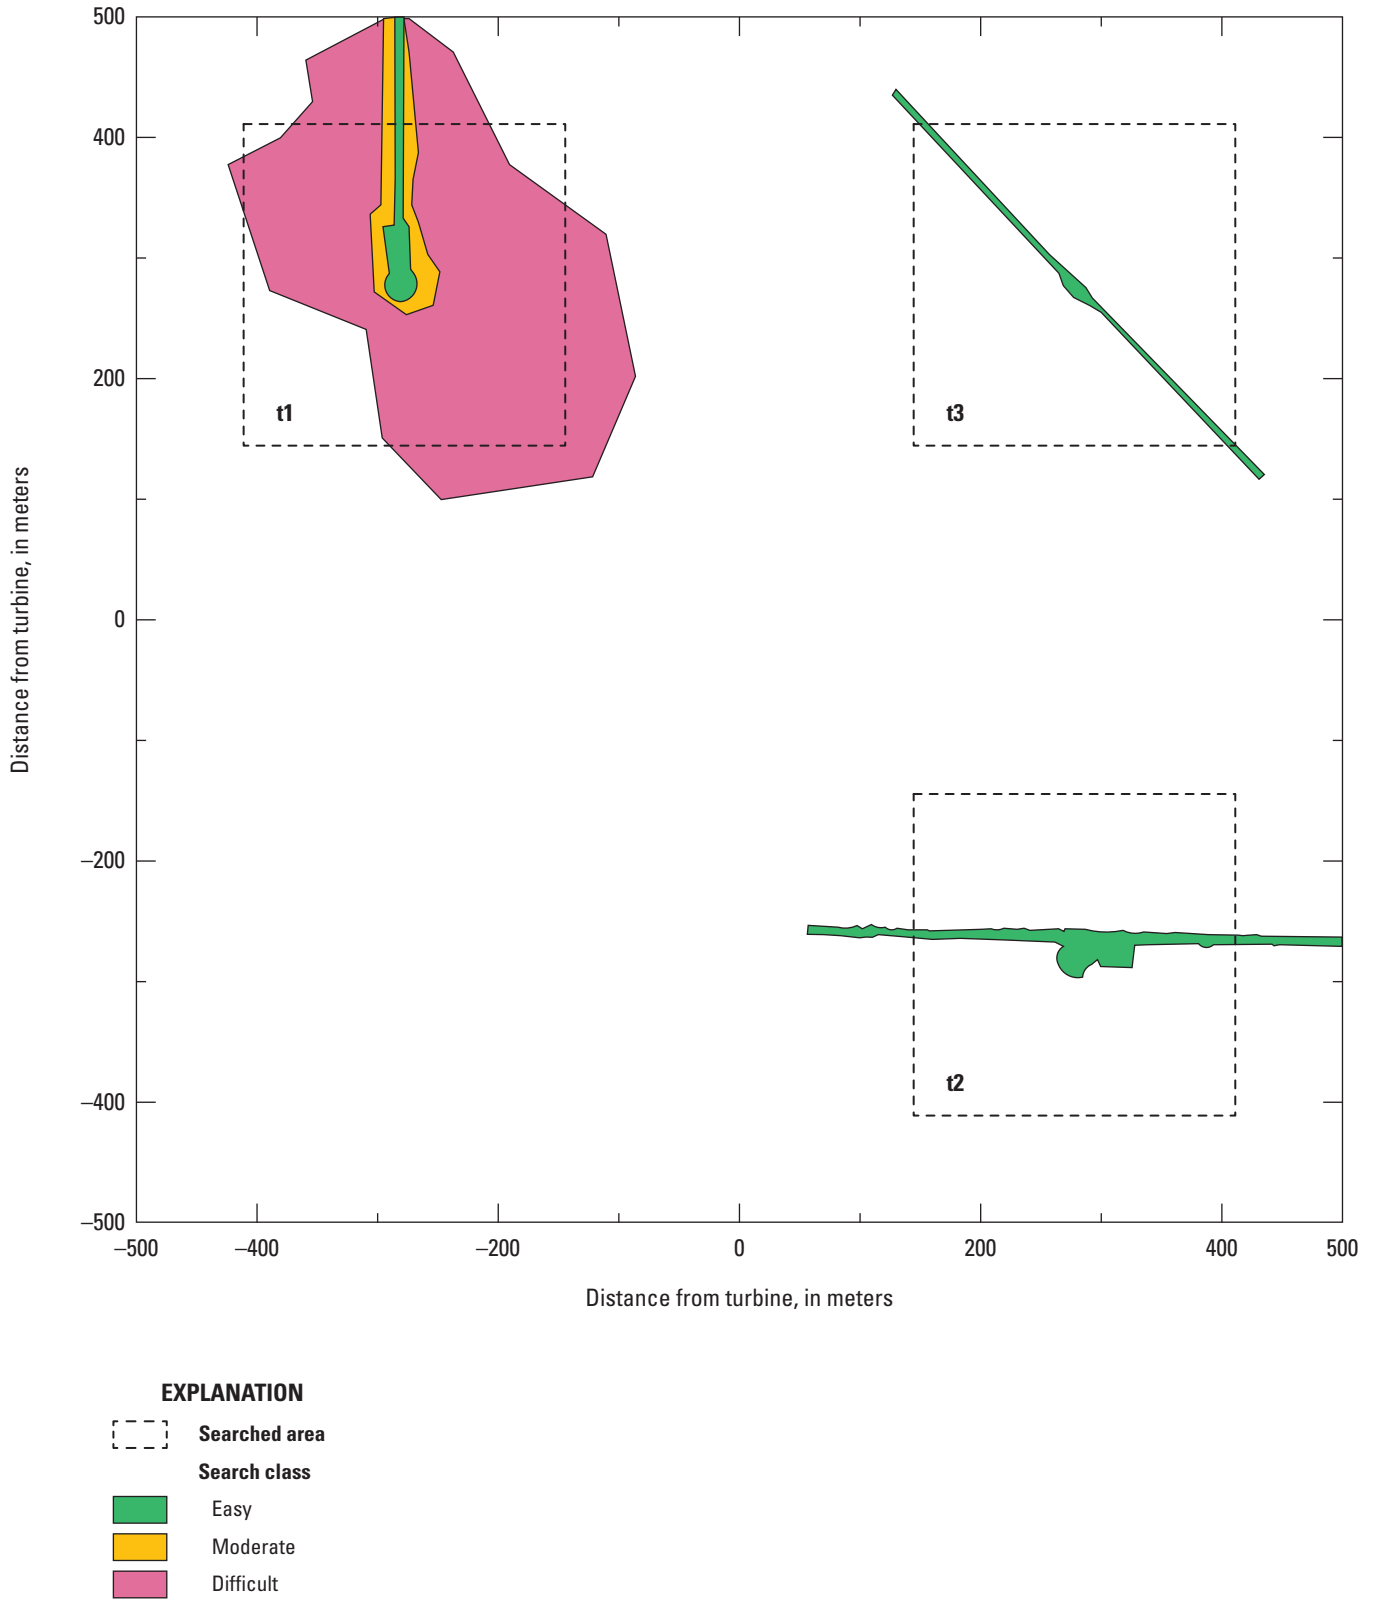 500
400
200
0
–200
–400
–500
Distance from turbine, in meters
t1
t3
t2
–500
–400
–200
0
200
400
500
Distance from turbine, in meters
EXPLANATION
Searched area
Search class
Easy
Moderate
Difficult